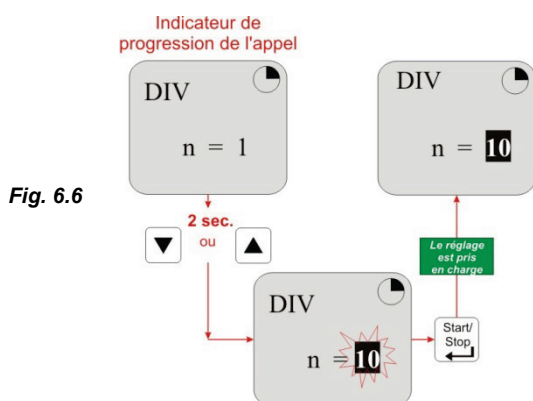 Indicateur de
progression de l'appel
DIV
n = 1
DIV
n = 10
Fig. 6.6
2 sec.
ou
Le réglage
est pris
en charge
DIV
n = 10
Start/
Stop